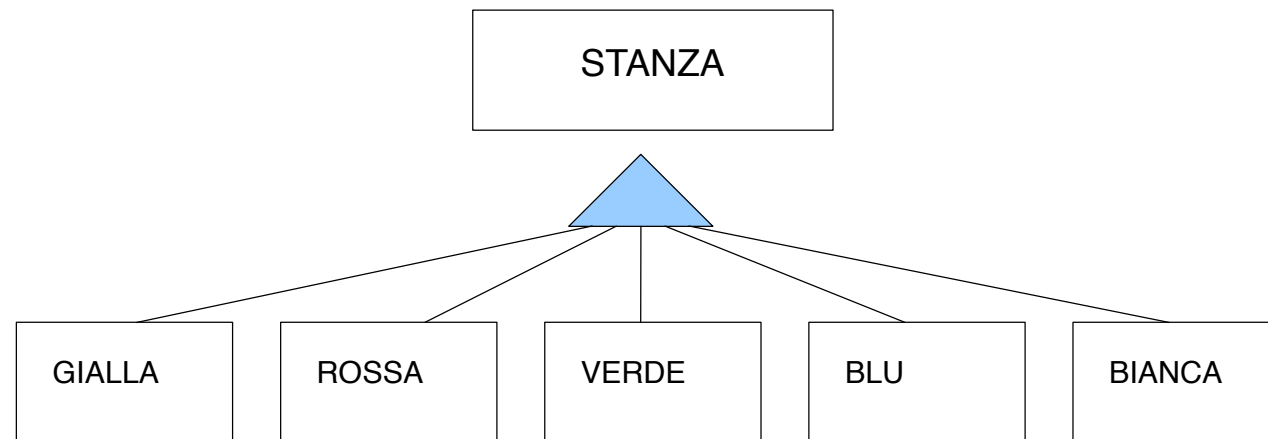 STANZA
GIALLA
ROSSA
VERDE
BLU
BIANCA